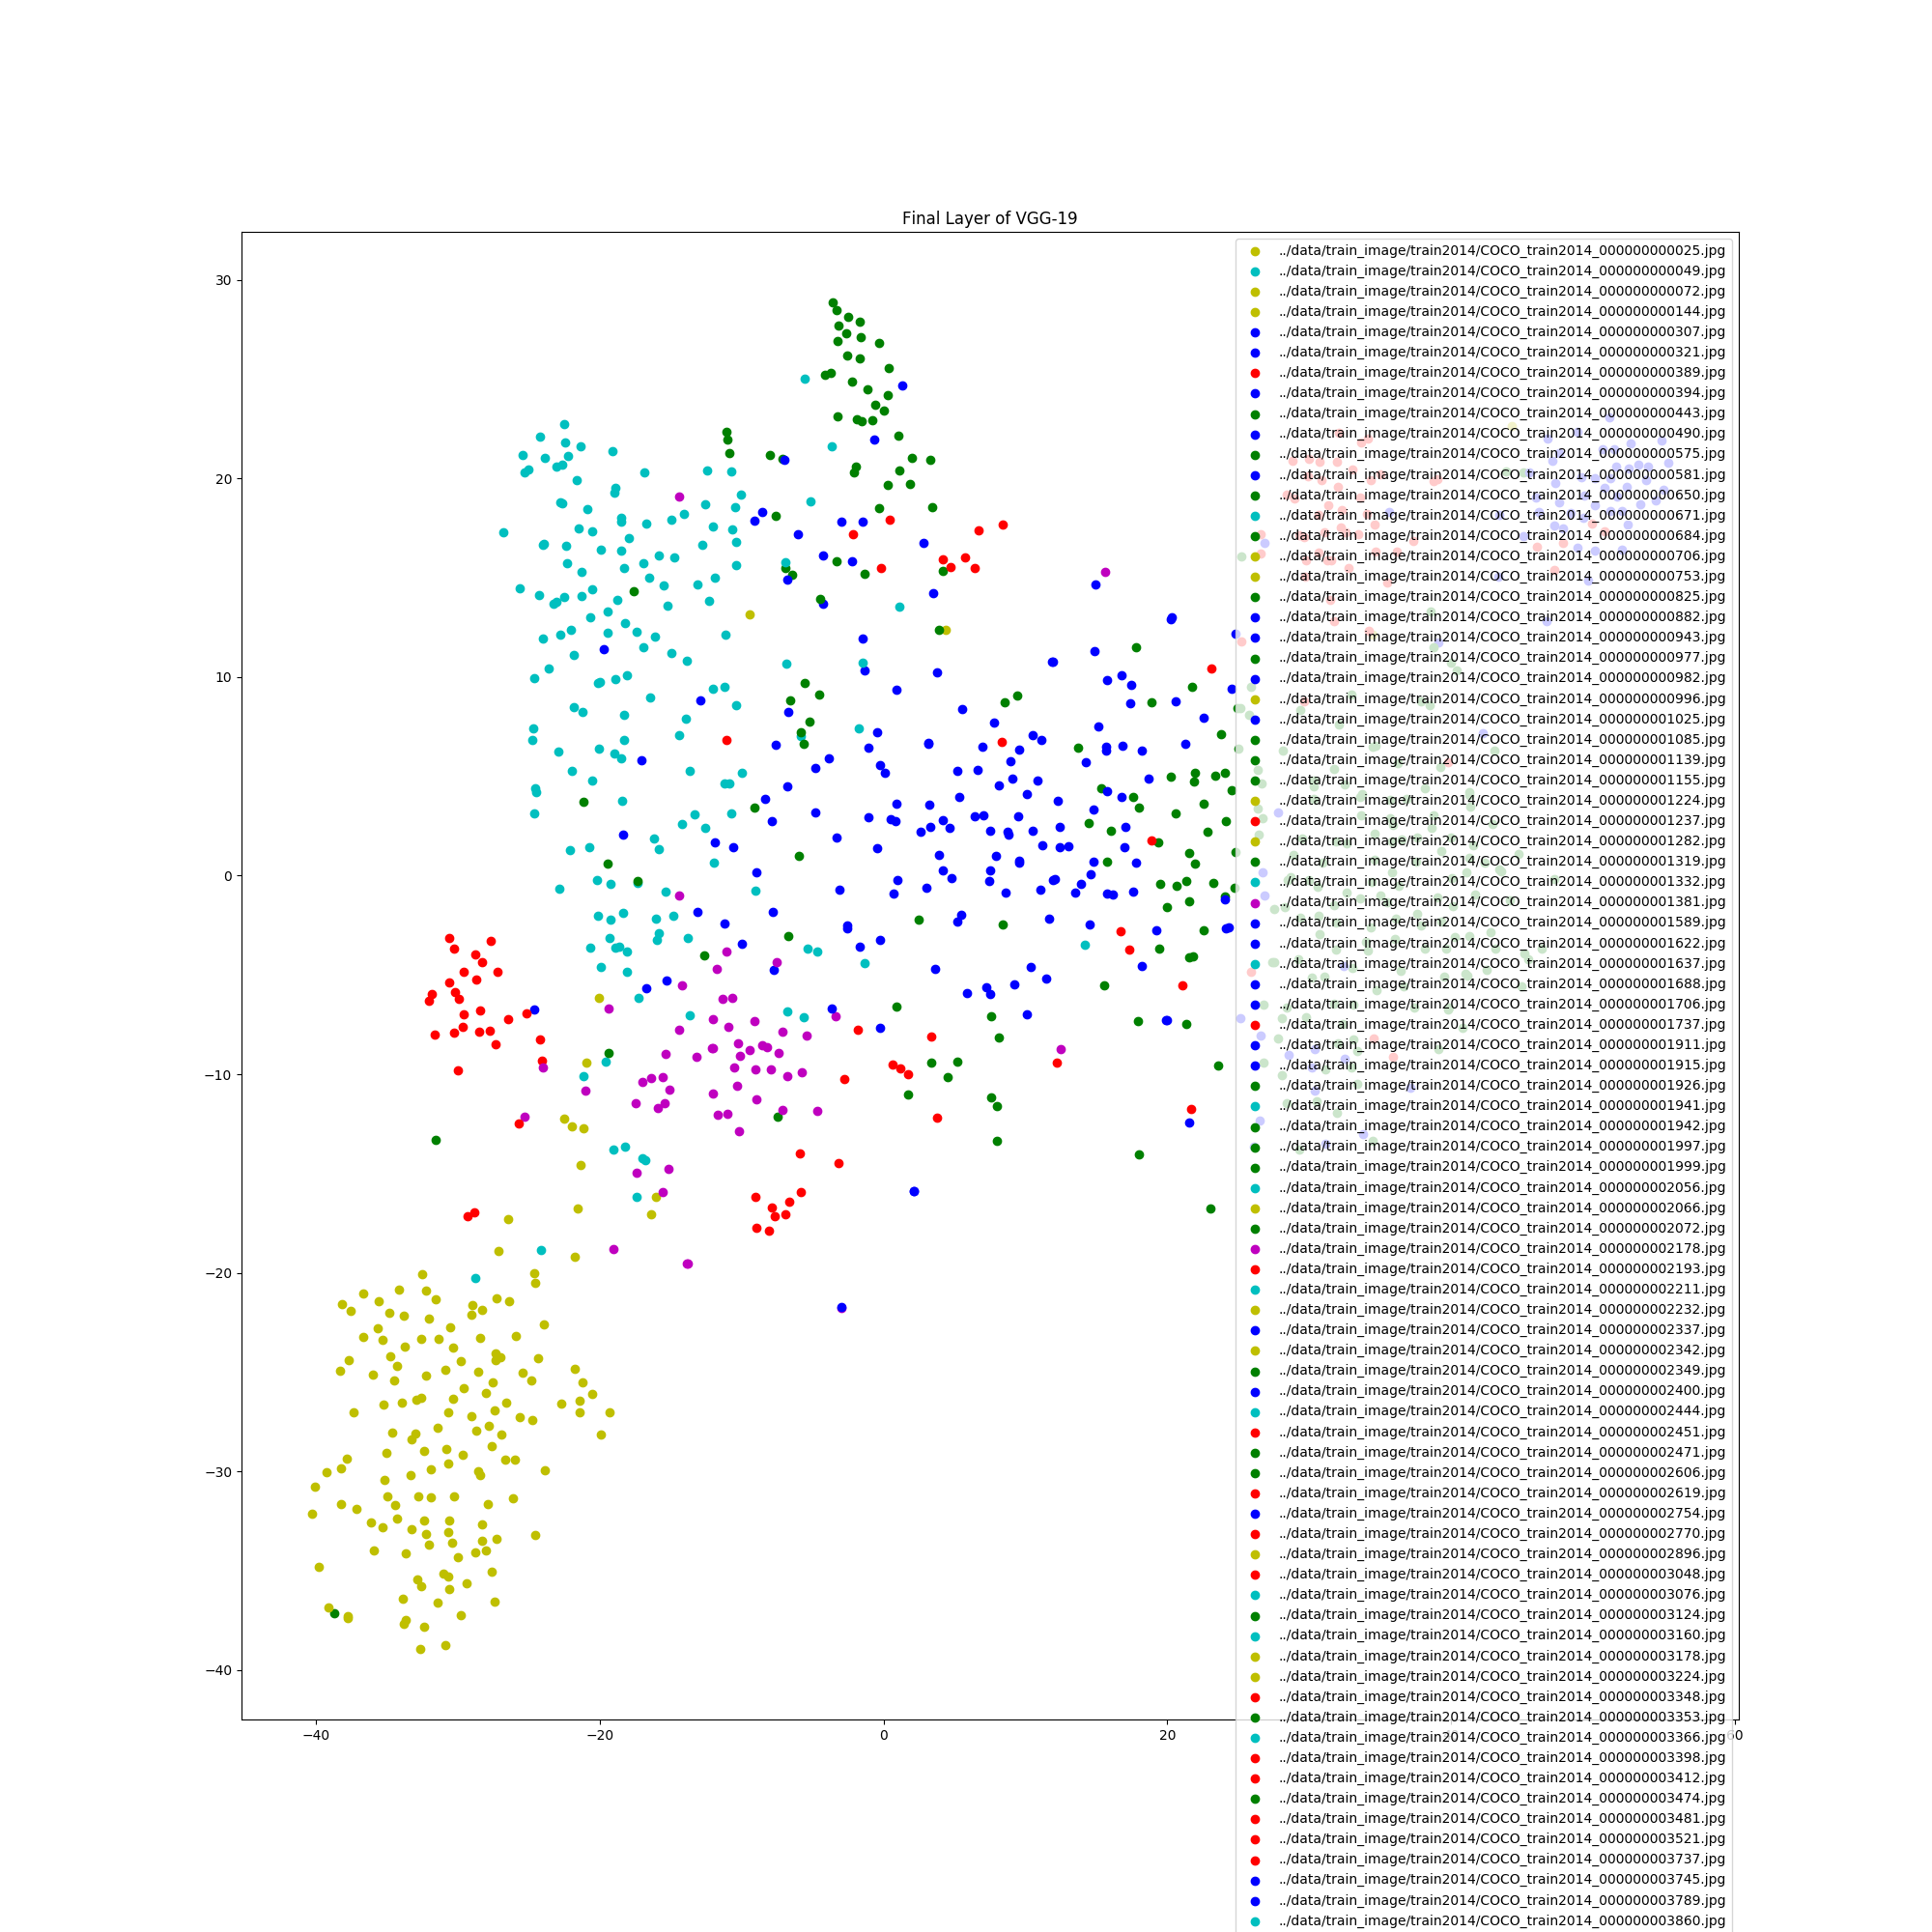 Final Layer of VGG-19
30
20
10
0
−10
−20
−30
−40
../data/train_image/train2014/COCO_train2014_000000000025.jpg
../data/train_image/train2014/COCO_train2014_000000000049.jpg
../data/train_image/train2014/COCO_train2014_000000000072.jpg
../data/train_image/train2014/COCO_train2014_000000000144.jpg
../data/train_image/train2014/COCO_train2014_000000000307.jpg
../data/train_image/train2014/COCO_train2014_000000000321.jpg
../data/train_image/train2014/COCO_train2014_000000000389.jpg
../data/train_image/train2014/COCO_train2014_000000000394.jpg
../data/train_image/train2014/COCO_train2014_000000000443.jpg
../data/train_image/train2014/COCO_train2014_000000000490.jpg
../data/train_image/train2014/COCO_train2014_000000000575.jpg
../data/train_image/train2014/COCO_train2014_000000000581.jpg
../data/train_image/train2014/COCO_train2014_000000000650.jpg
../data/train_image/train2014/COCO_train2014_000000000671.jpg
../data/train_image/train2014/COCO_train2014_000000000684.jpg
../data/train_image/train2014/COCO_train2014_000000000706.jpg
../data/train_image/train2014/COCO_train2014_000000000753.jpg
../data/train_image/train2014/COCO_train2014_000000000825.jpg
../data/train_image/train2014/COCO_train2014_000000000882.jpg
../data/train_image/train2014/COCO_train2014_000000000943.jpg
../data/train_image/train2014/COCO_train2014_000000000977.jpg
../data/train_image/train2014/COCO_train2014_000000000982.jpg
../data/train_image/train2014/COCO_train2014_000000000996.jpg
../data/train_image/train2014/COCO_train2014_000000001025.jpg
../data/train_image/train2014/COCO_train2014_000000001085.jpg
../data/train_image/train2014/COCO_train2014_000000001139.jpg
../data/train_image/train2014/COCO_train2014_000000001155.jpg
../data/train_image/train2014/COCO_train2014_000000001224.jpg
../data/train_image/train2014/COCO_train2014_000000001237.jpg
../data/train_image/train2014/COCO_train2014_000000001282.jpg
../data/train_image/train2014/COCO_train2014_000000001319.jpg
../data/train_image/train2014/COCO_train2014_000000001332.jpg
../data/train_image/train2014/COCO_train2014_000000001381.jpg
../data/train_image/train2014/COCO_train2014_000000001589.jpg
../data/train_image/train2014/COCO_train2014_000000001622.jpg
../data/train_image/train2014/COCO_train2014_000000001637.jpg
../data/train_image/train2014/COCO_train2014_000000001688.jpg
../data/train_image/train2014/COCO_train2014_000000001706.jpg
../data/train_image/train2014/COCO_train2014_000000001737.jpg
../data/train_image/train2014/COCO_train2014_000000001911.jpg
../data/train_image/train2014/COCO_train2014_000000001915.jpg
../data/train_image/train2014/COCO_train2014_000000001926.jpg
../data/train_image/train2014/COCO_train2014_000000001941.jpg
../data/train_image/train2014/COCO_train2014_000000001942.jpg
../data/train_image/train2014/COCO_train2014_000000001997.jpg
../data/train_image/train2014/COCO_train2014_000000001999.jpg
../data/train_image/train2014/COCO_train2014_000000002056.jpg
../data/train_image/train2014/COCO_train2014_000000002066.jpg
../data/train_image/train2014/COCO_train2014_000000002072.jpg
../data/train_image/train2014/COCO_train2014_000000002178.jpg
../data/train_image/train2014/COCO_train2014_000000002193.jpg
../data/train_image/train2014/COCO_train2014_000000002211.jpg
../data/train_image/train2014/COCO_train2014_000000002232.jpg
../data/train_image/train2014/COCO_train2014_000000002337.jpg
../data/train_image/train2014/COCO_train2014_000000002342.jpg
../data/train_image/train2014/COCO_train2014_000000002349.jpg
../data/train_image/train2014/COCO_train2014_000000002400.jpg
../data/train_image/train2014/COCO_train2014_000000002444.jpg
../data/train_image/train2014/COCO_train2014_000000002451.jpg
../data/train_image/train2014/COCO_train2014_000000002471.jpg
../data/train_image/train2014/COCO_train2014_000000002606.jpg
../data/train_image/train2014/COCO_train2014_000000002619.jpg
../data/train_image/train2014/COCO_train2014_000000002754.jpg
../data/train_image/train2014/COCO_train2014_000000002770.jpg
../data/train_image/train2014/COCO_train2014_000000002896.jpg
../data/train_image/train2014/COCO_train2014_000000003048.jpg
../data/train_image/train2014/COCO_train2014_000000003076.jpg
../data/train_image/train2014/COCO_train2014_000000003124.jpg
../data/train_image/train2014/COCO_train2014_000000003160.jpg
../data/train_image/train2014/COCO_train2014_000000003178.jpg
../data/train_image/train2014/COCO_train2014_000000003224.jpg
../data/train_image/train2014/COCO_train2014_000000003348.jpg
../data/train_image/train2014/COCO_train2014_000000003353.jpg
../data/train_image/train2014/COCO_train2014_000000003366.jpg
../data/train_image/train2014/COCO_train2014_000000003398.jpg
../data/train_image/train2014/COCO_train2014_000000003412.jpg
../data/train_image/train2014/COCO_train2014_000000003474.jpg
../data/train_image/train2014/COCO_train2014_000000003481.jpg
../data/train_image/train2014/COCO_train2014_000000003521.jpg
../data/train_image/train2014/COCO_train2014_000000003737.jpg
../data/train_image/train2014/COCO_train2014_000000003745.jpg
../data/train_image/train2014/COCO_train2014_000000003789.jpg
../data/train_image/train2014/COCO_train2014_000000003860.jpg
−40 −20 0 20 60